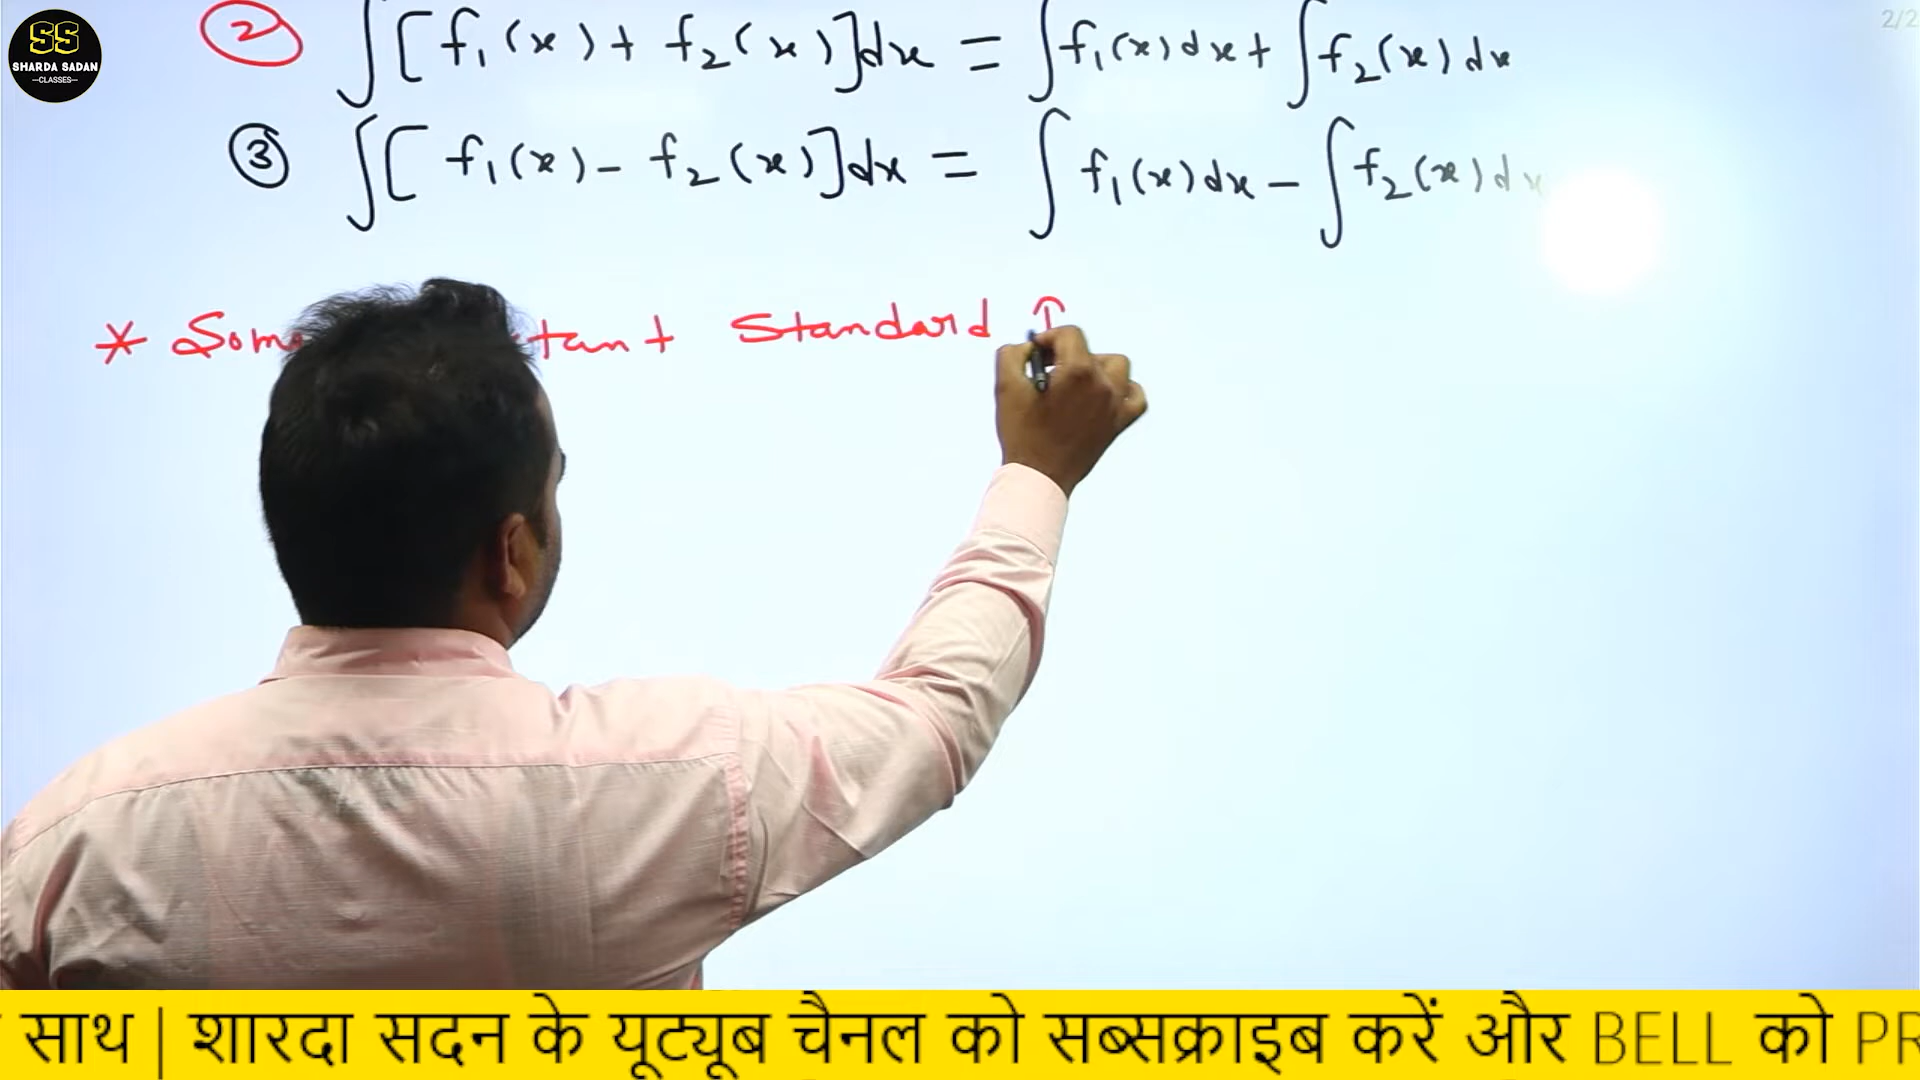 SS
SHARDA SADAN
—CLASSES—
2/2
② ∫[f₁(x) + f₂(x)]dx = ∫f₁(x)dx + ∫f₂(x)dx
③ ∫[f₁(x) - f₂(x)]dx = ∫f₁(x)dx - ∫f₂(x)dx
* Standard
साथ | शारदा सदन के यूट्यूब चैनल को सब्सक्राइब करें और BELL को